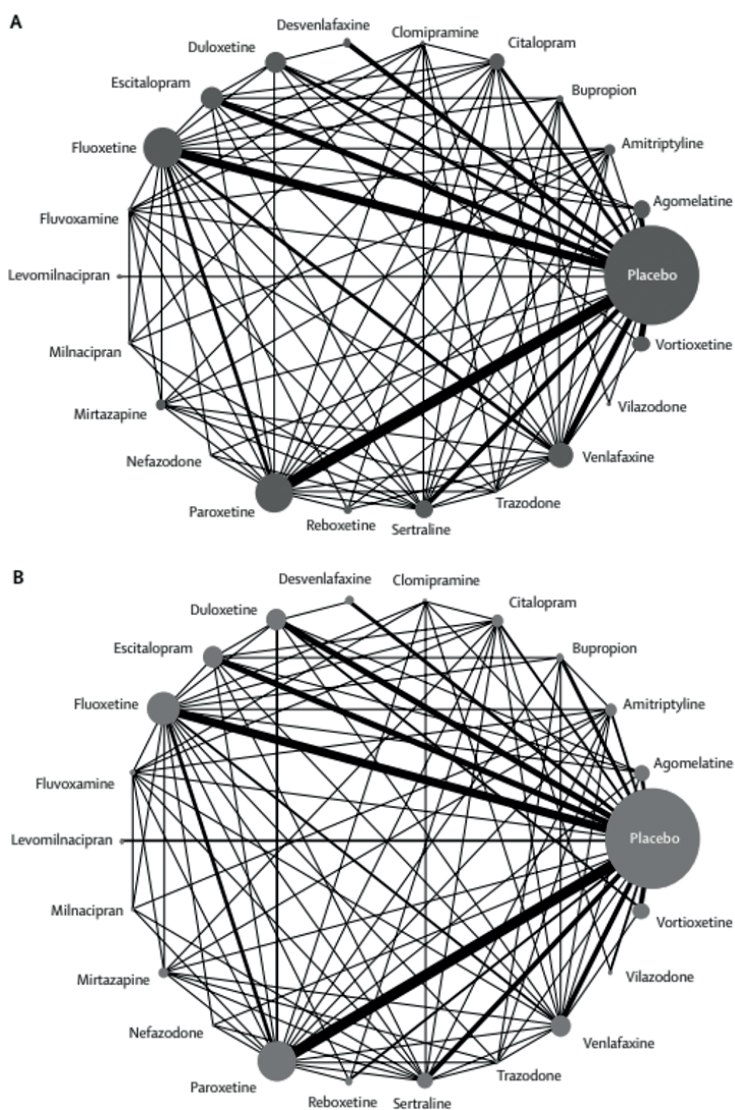 A
Desvenlafaxine
Clomipramine
Duloxetine
Citalopram
Escitalopram
Bupropion
Fluoxetine
Amitriptyline
Fluvoxamine
Agomelatine
Levomilnacipran
Placebo
Milnacipran
Vortioxetine
Mirtazapine
Vilazodone
Nefazodone
Venlafaxine
Paroxetine
Trazodone
Reboxetine
Sertraline
B
Desvenlafaxine
Clomipramine
Duloxetine
Citalopram
Escitalopram
Bupropion
Fluoxetine
Amitriptyline
Fluvoxamine
Agomelatine
Levomilnacipran
Placebo
Milnacipran
Vortioxetine
Mirtazapine
Vilazodone
Nefazodone
Venlafaxine
Paroxetine
Trazodone
Reboxetine
Sertraline